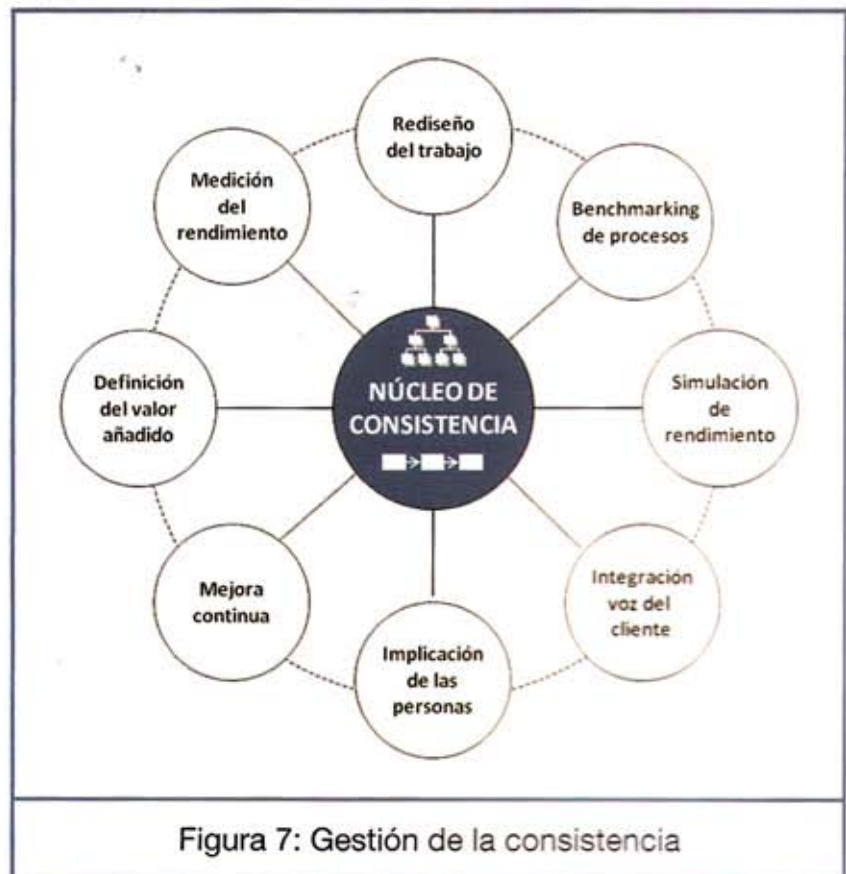 Rediseño
del trabajo
Benchmarking
de procesos
Simulación
de
rendimiento
Integración
voz del
cliente
Implicación
de las
personas
Mejora
continua
Definición
del valor
añadido
Medición
del
rendimiento
NÚCLEO DE
CONSISTENCIA
Figura 7: Gestión de la consistencia